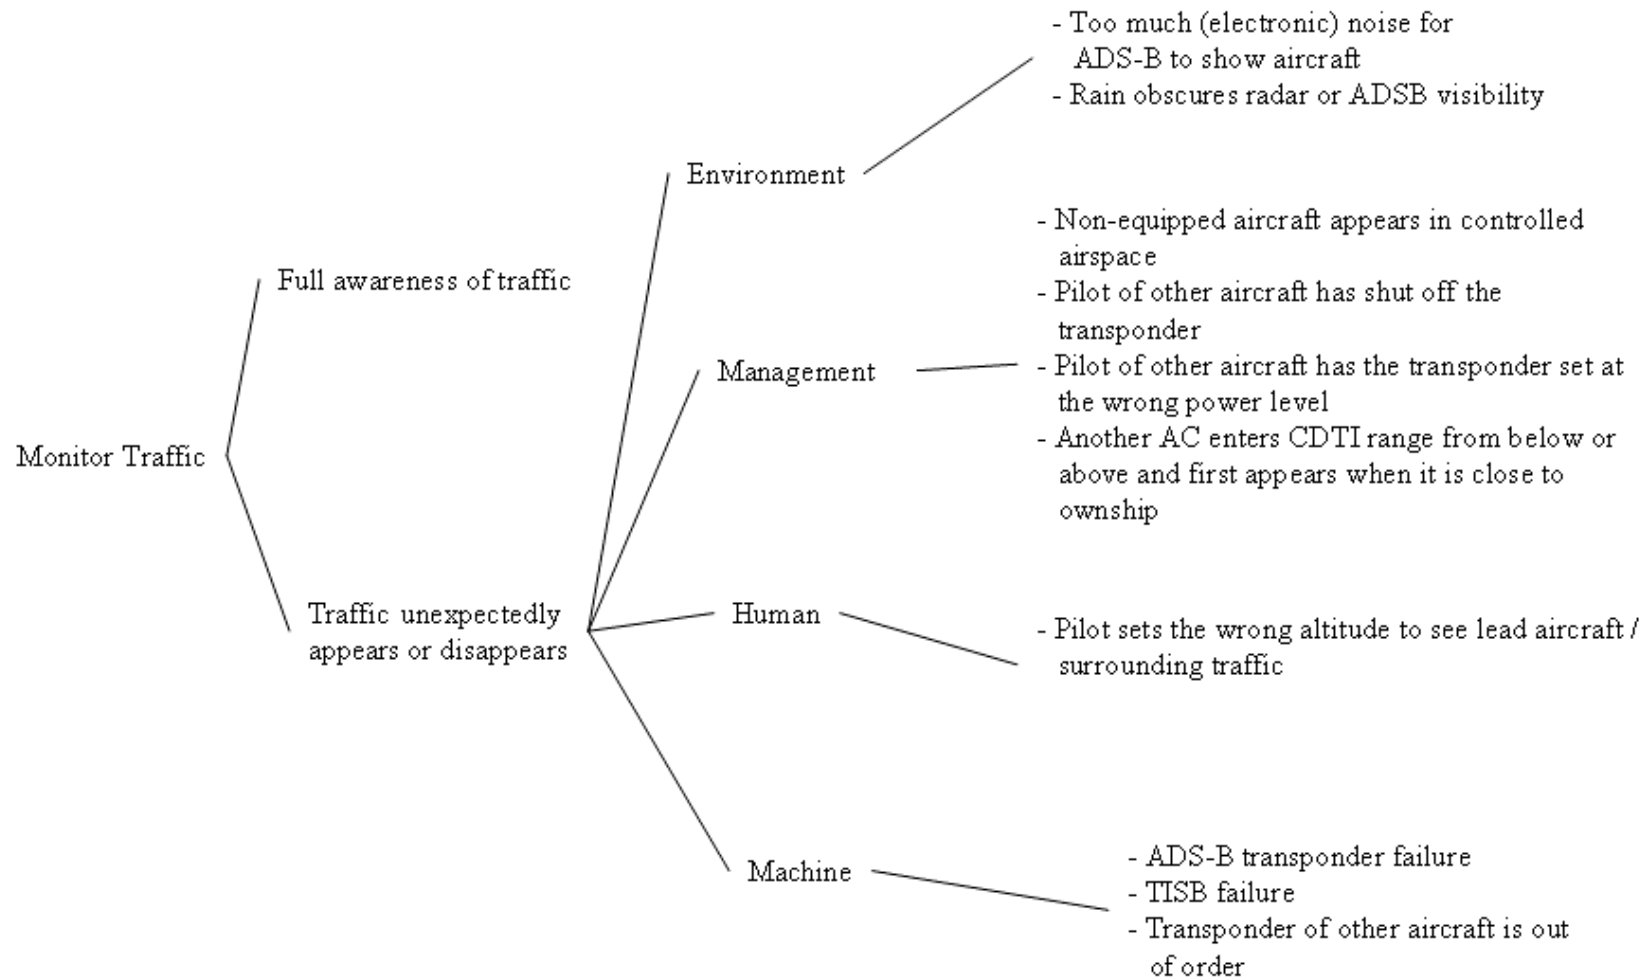 - Too much (electronic) noise for
ADS-B to show aircraft
- Rain obscures radar or ADSB visibility
Environment
- Non-equipped aircraft appears in controlled
airspace
- Pilot of other aircraft has shut off the
transponder
- Pilot of other aircraft has the transponder set at
the wrong power level
- Another AC enters CDTI range from below or
above and first appears when it is close to
ownship
Full awareness of traffic
Management
Monitor Traffic
Traffic unexpectedly
appears or disappears
Human
- Pilot sets the wrong altitude to see lead aircraft /
surrounding traffic
Machine
- ADS-B transponder failure
- TISB failure
- Transponder of other aircraft is out
of order